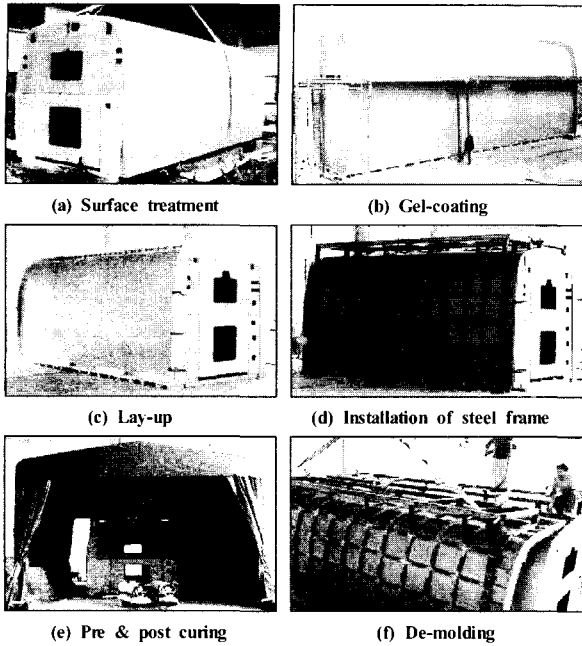 (a) Surface treatment
(b) Gel-coating
(c) Lay-up
(d) Installation of steel frame
(e) Pre & post curing
(f) De-molding